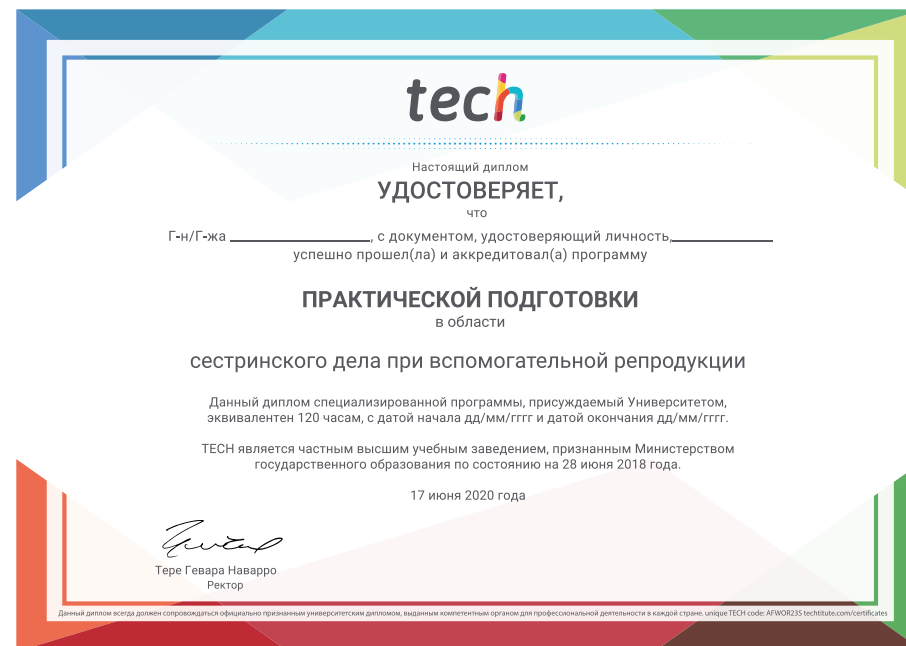 tech
Настоящий диплом
УДОСТОВЕРЯЕТ,
что
Г-н/Г-жа ____________________, с документом, удостоверяющий личность,______________
успешно прошел(ла) и аккредитовал(а) программу
ПРАКТИЧЕСКОЙ ПОДГОТОВКИ
в области
сестринского дела при вспомогательной репродукции
Данный диплом специализированной программы, присуждаемый Университетом,
эквивалентен 120 часам, с датой начала дд/мм/гггг и датой окончания дд/мм/гггг.
TECH является частным высшим учебным заведением, признанным Министерством
государственного образования по состоянию на 28 июня 2018 года.
17 июня 2020 года
Тере Гевара Наварро
Ректор
Данный диплом всегда должен сопровождаться официально признанным университетским дипломом, выданным компетентным органом для профессиональной деятельности в каждой стране. unique TECH code: AFWOR23S techtitute.com/certificates